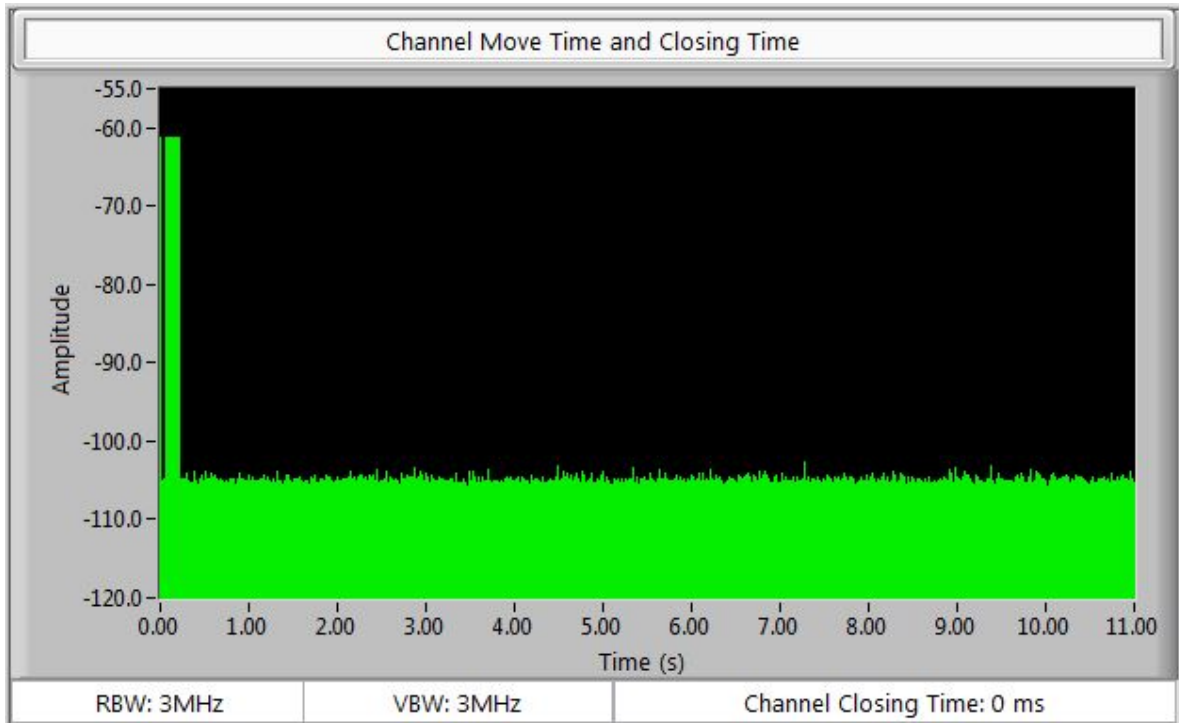 Channel Move Time and Closing Time
-55.0
-60.0
-70.0
-80.0
-90.0
-100.0
-110.0
-120.0
Amplitude
0.00 1.00 2.00 3.00 4.00 5.00 6.00 7.00 8.00 9.00 10.00 11.00
Time (s)
RBW: 3MHz VBW: 3MHz Channel Closing Time: 0 ms